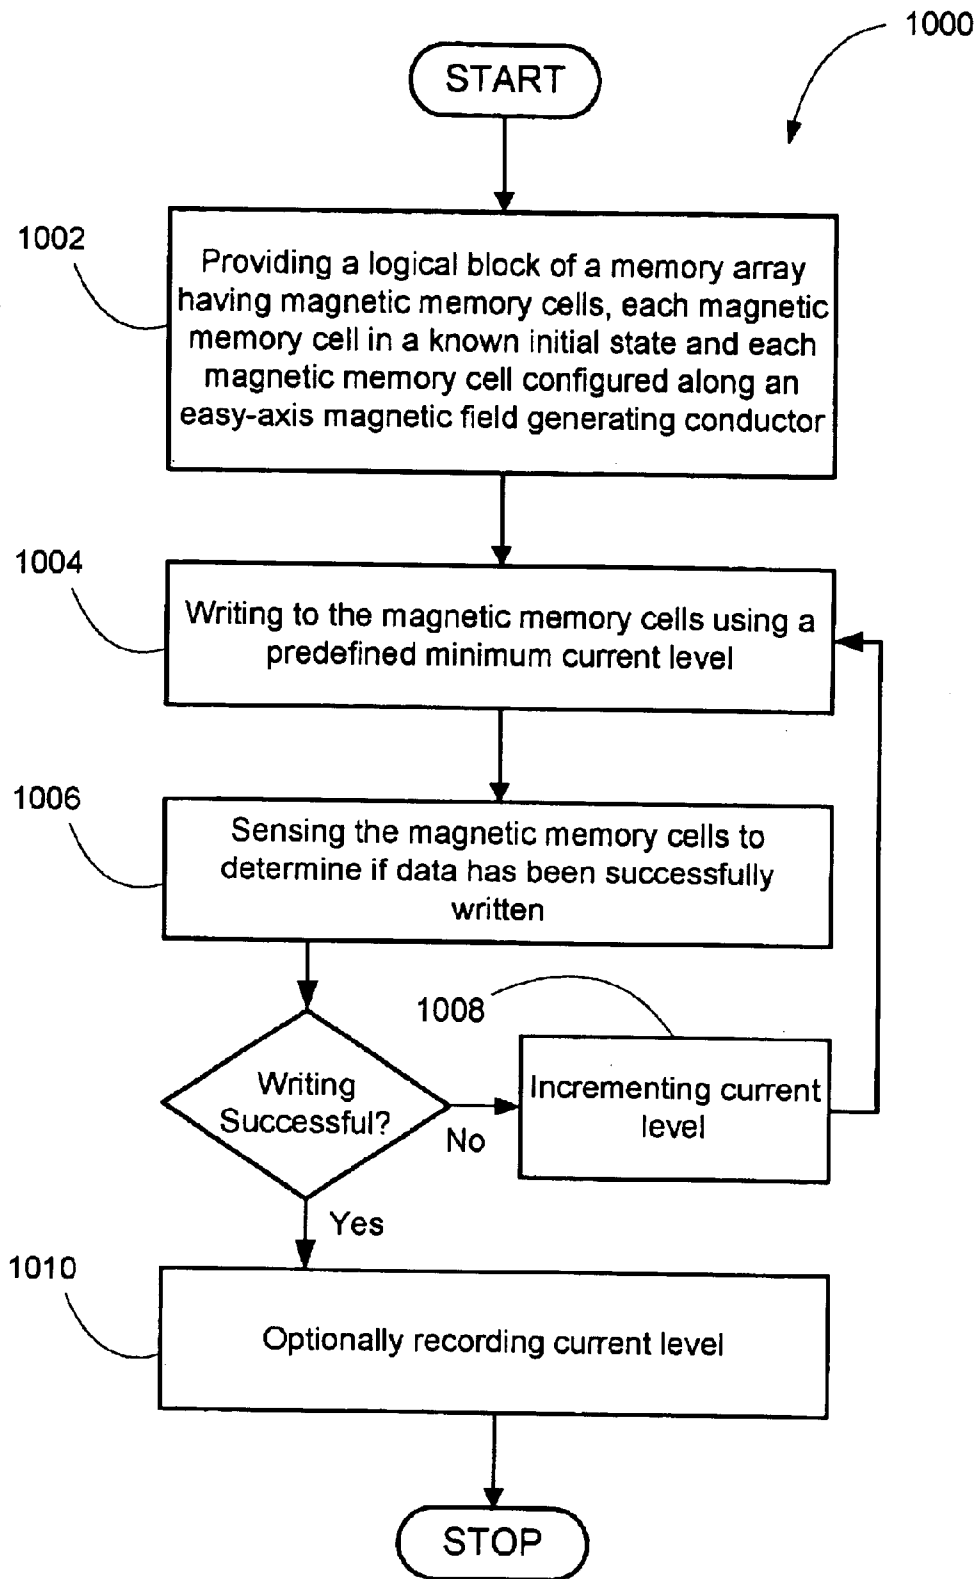 1000
START
1002
Providing a logical block of a memory array
having magnetic memory cells, each magnetic
memory cell in a known initial state and each
magnetic memory cell configured along an
easy-axis magnetic field generating conductor
1004
Writing to the magnetic memory cells using a
predefined minimum current level
1006
Sensing the magnetic memory cells to
determine if data has been successfully
written
1008
Writing
Successful?
No
Incrementing current
level
Yes
1010
Optionally recording current level
STOP